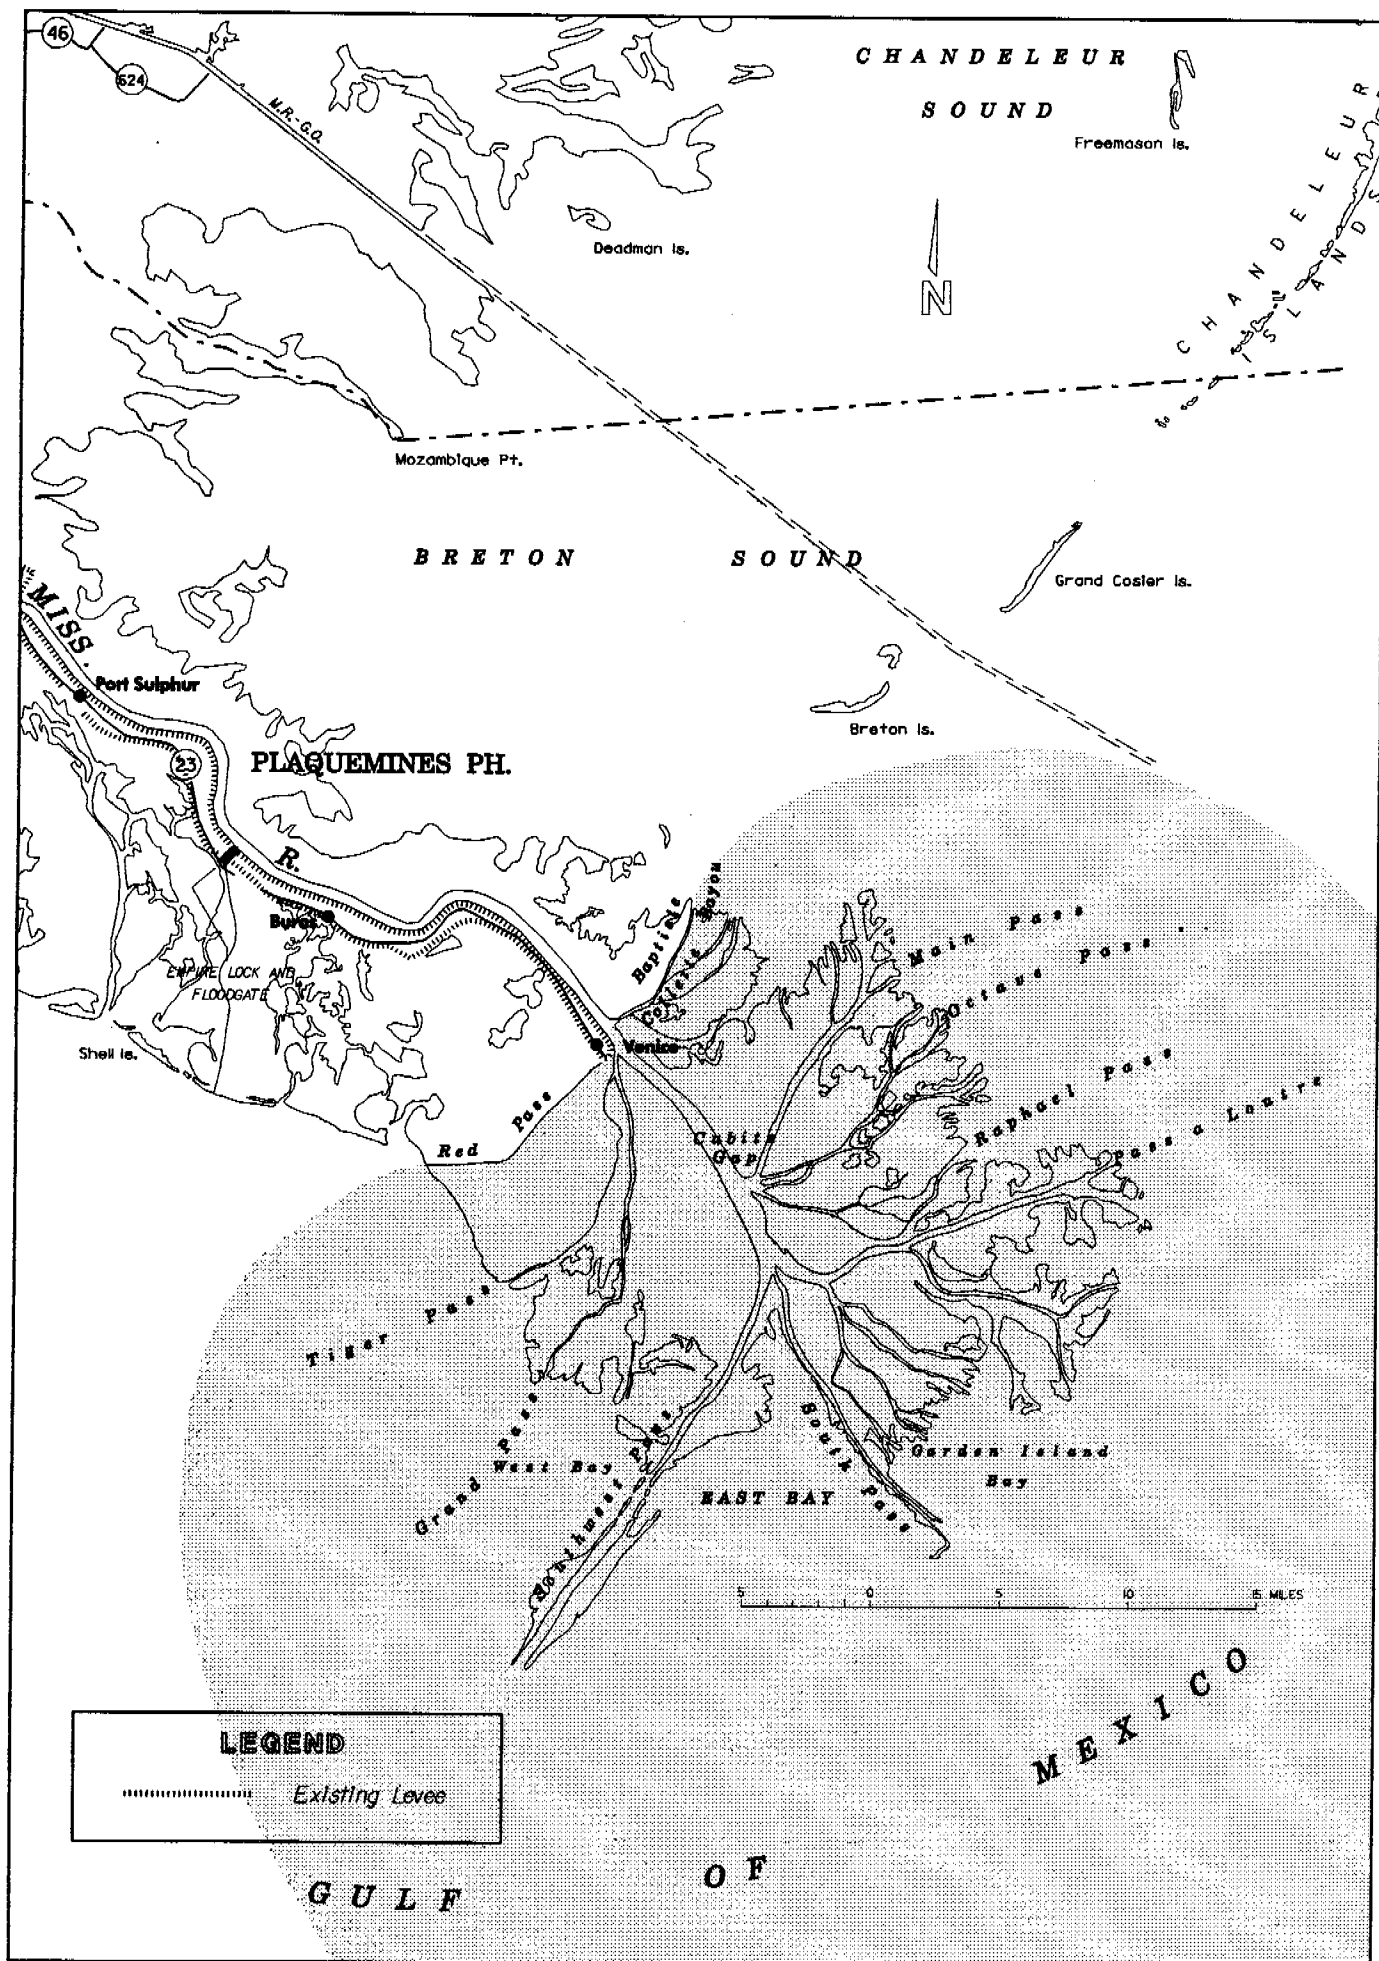 46
624
M.R.-G.O.
CHANDELEUR
SOUND
Freemason Is.
CHANDELEUR
ISLANDS
Deadman Is.
N
Mozambique Pt.
BRETON SOUND
Grand Cosier Is.
MISS.
Port Sulphur
Breton Is.
23
PLAQUEMINES PH.
R.
Buras
EMPIRE LOCK AND
FLOODGATE
Shell Is.
Baptiste
Collette
Bayou
Venice
Main Pass
Octave Pass
Raphael Pass
Pass a Loutre
Red Pass
Cubits
Gap
Tiger Pass
Grand Pass
West Bay
Southwest Pass
EAST BAY
South Pass
Garden Island
Bay
5 0 5 10 15 MILES
LEGEND
Existing Levee
GULF
OF
MEXICO